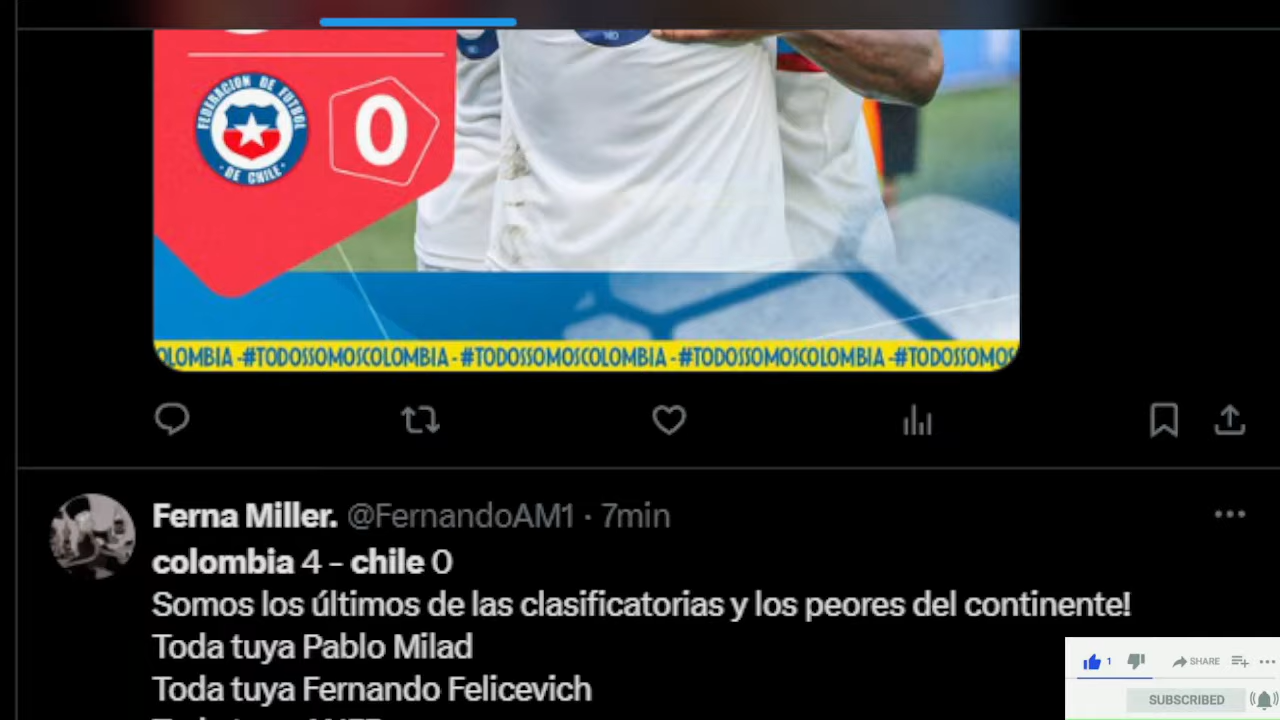 FEDERACION DE FUTBOL
· DE CHILE ·
0
OLOMBIA -#TODOSSOMOSCOLOMBIA - #TODOSSOMOSCOLOMBIA - #TODOSSOMOSCOLOMBIA -#TODOSSOMOS
Ferna Miller. @FernandoAM1 · 7min
colombia 4 - chile 0
Somos los últimos de las clasificatorias y los peores del continente!
Toda tuya Pablo Milad
Toda tuya Fernando Felicevich
1 SHARE
SUBSCRIBED